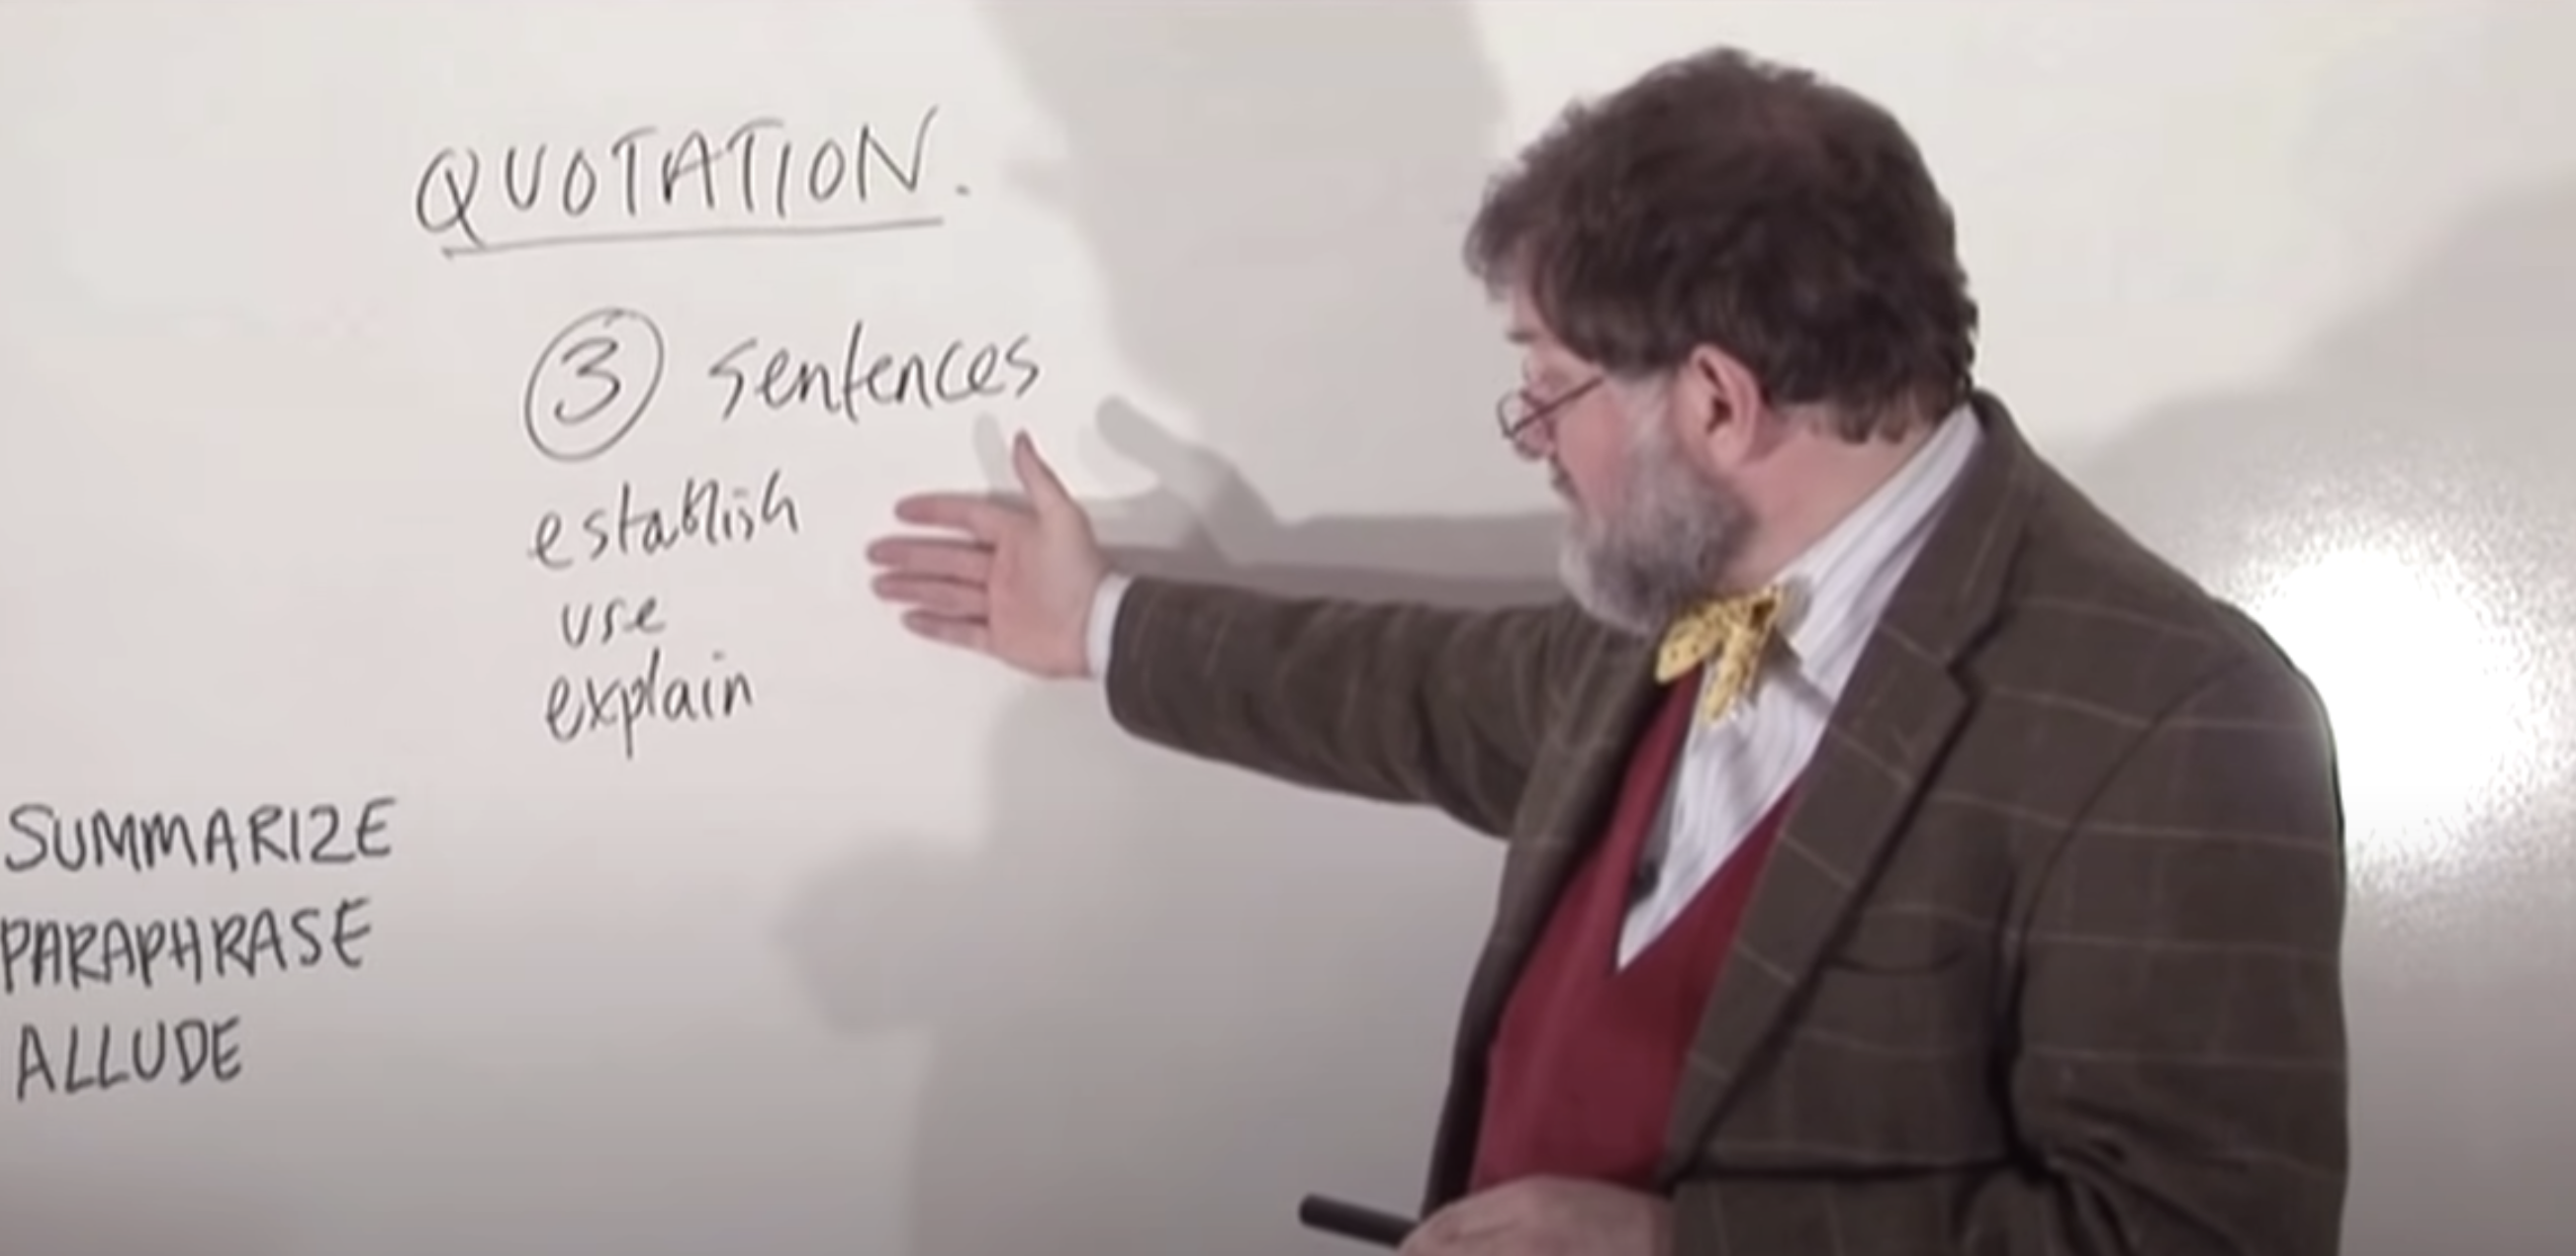 QUOTATION.
③ sentences
establish
use
explain
SUMMARIZE
PARAPHRASE
ALLUDE